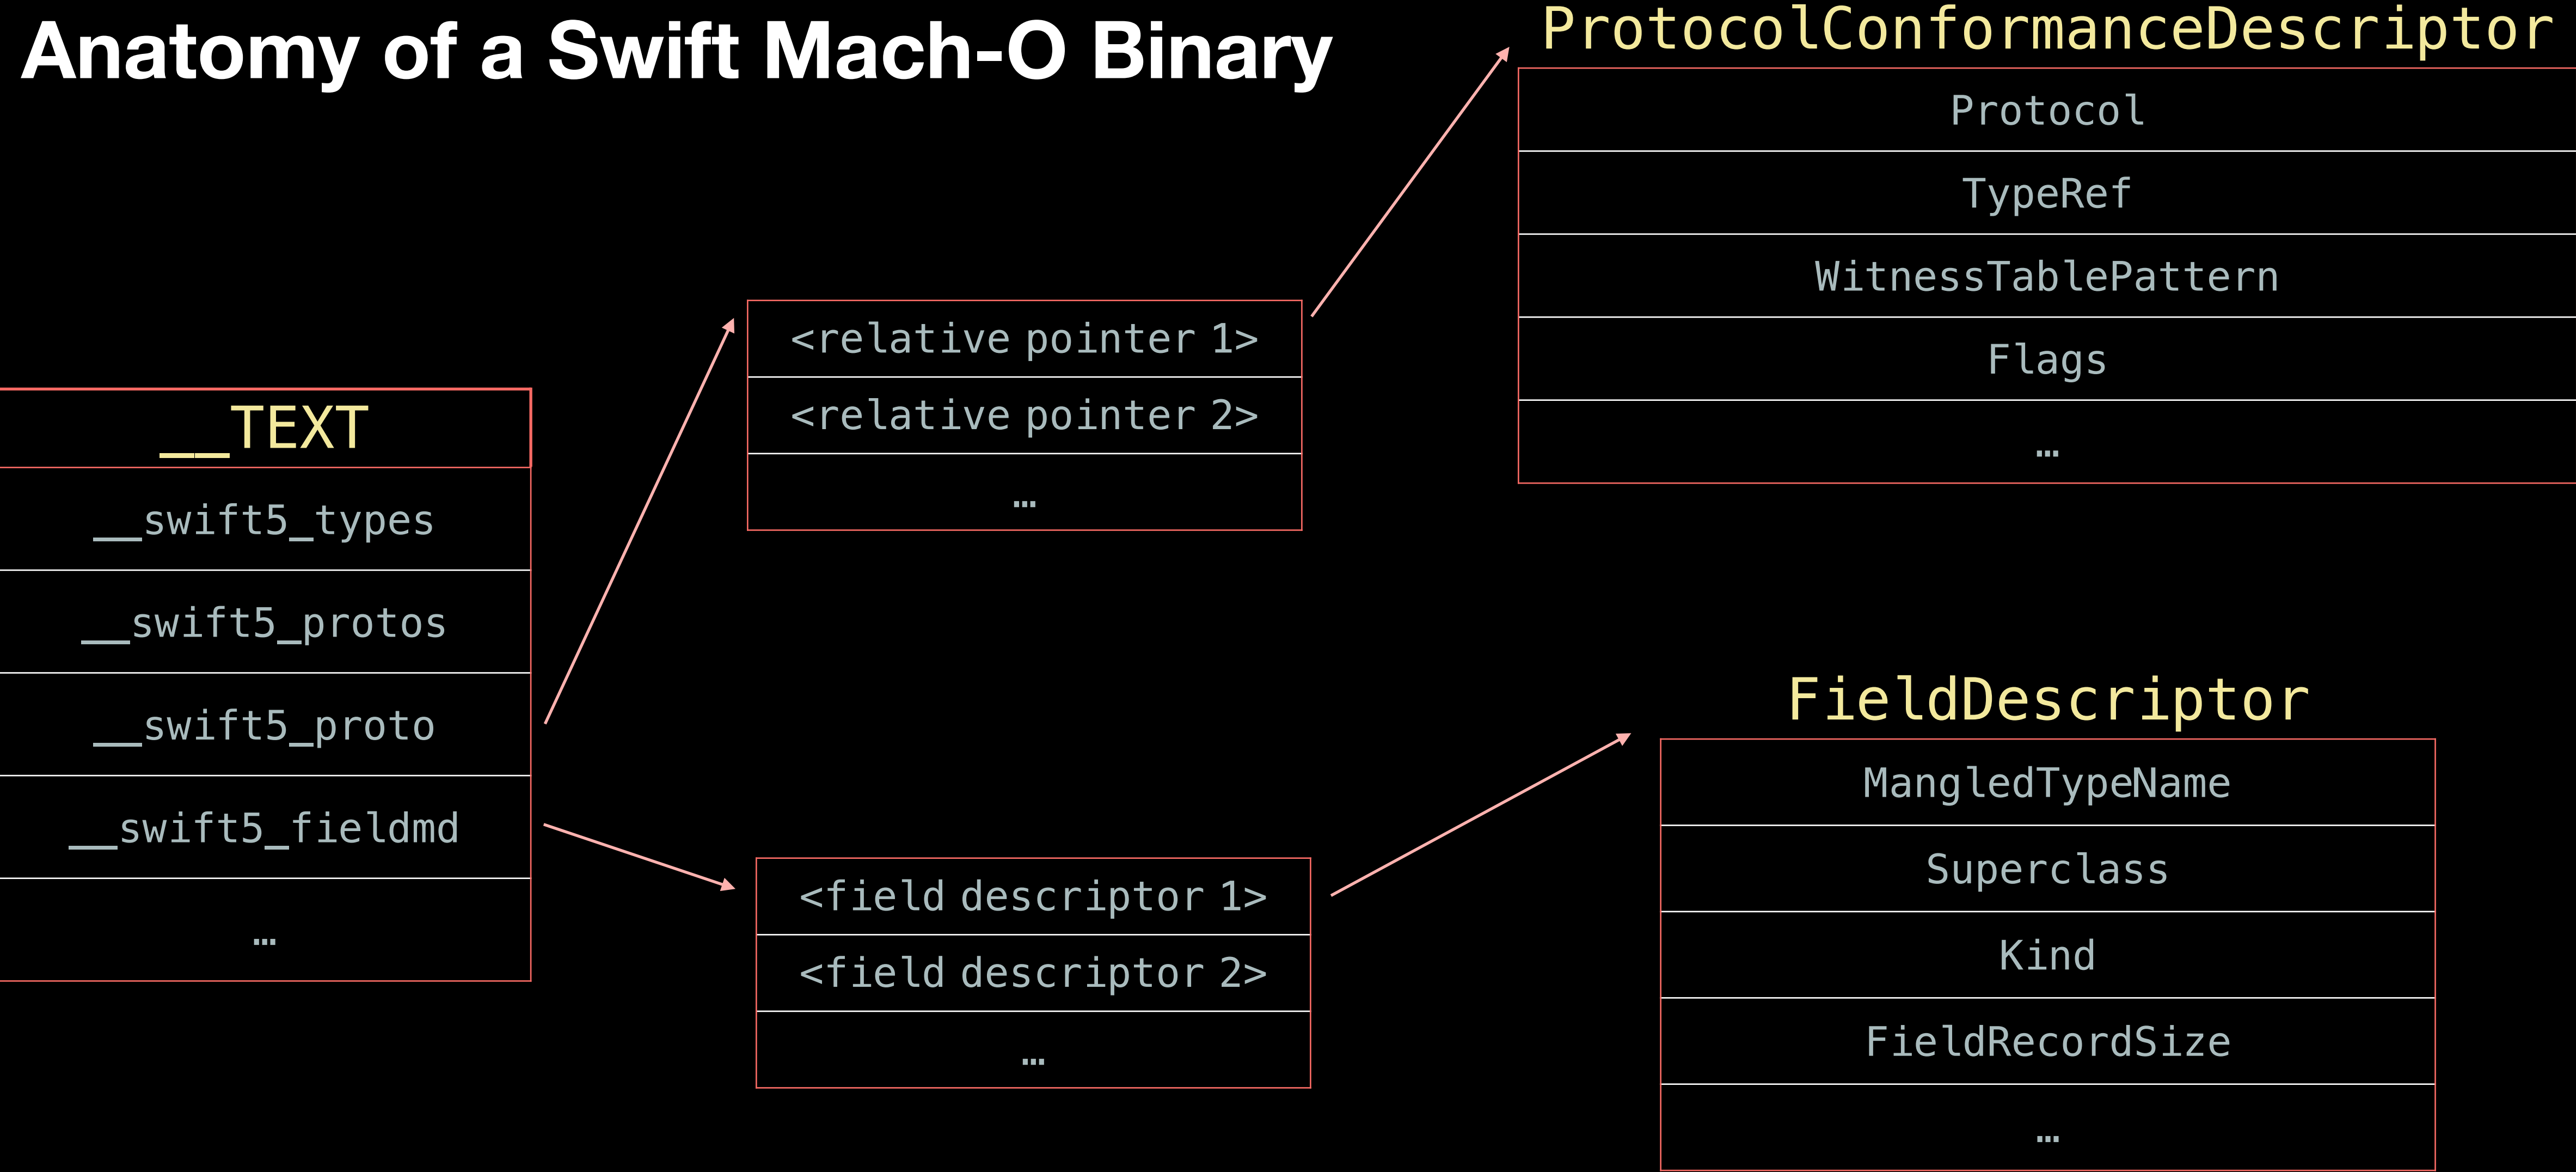 Anatomy of a Swift Mach-O Binary
__TEXT
__swift5_types
__swift5_protos
__swift5_proto
__swift5_fieldmd
…
<relative pointer 1>
<relative pointer 2>
…
<field descriptor 1>
<field descriptor 2>
…
ProtocolConformanceDescriptor
Protocol
TypeRef
WitnessTablePattern
Flags
…
FieldDescriptor
MangledTypeName
Superclass
Kind
FieldRecordSize
…